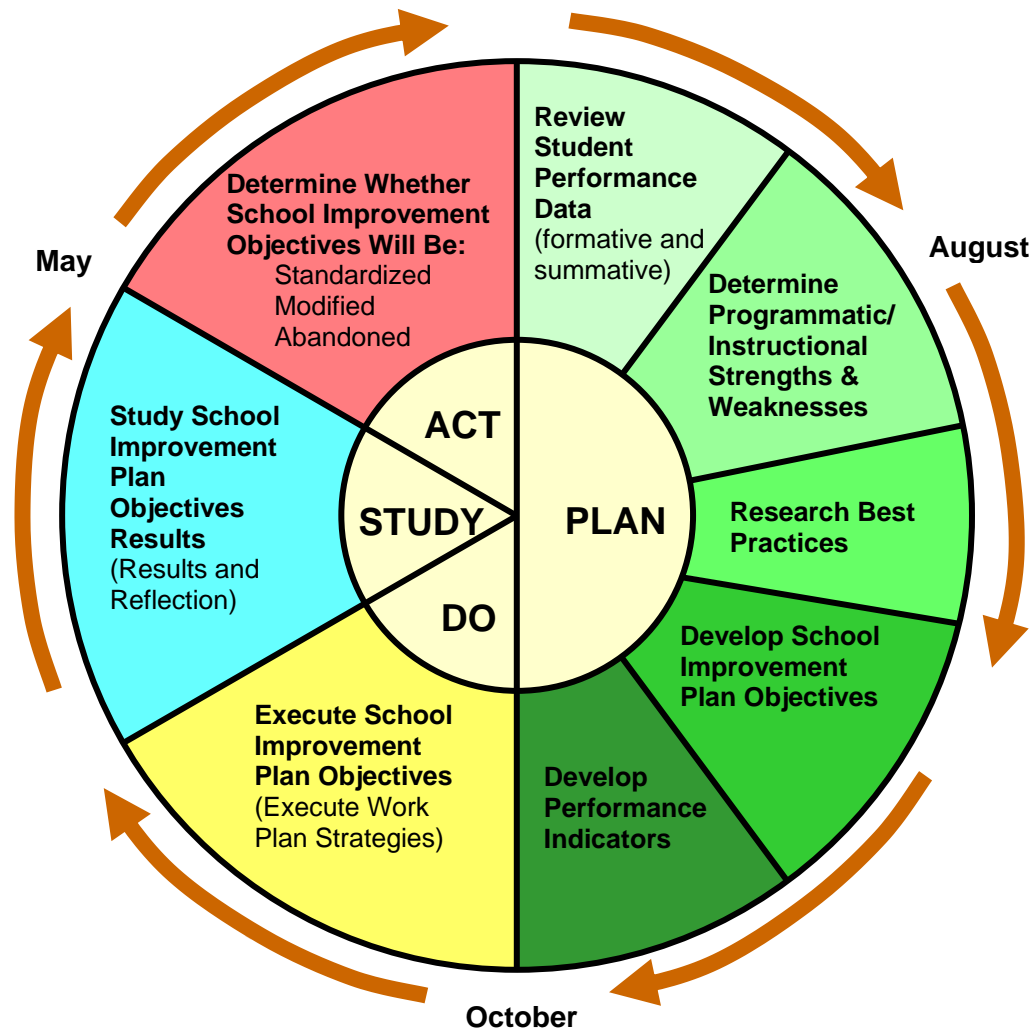 Review
Student
Performance
Data
(formative and
summative)
August
Determine
Programmatic/
Instructional
Strengths &
Weaknesses
Research Best
Practices
Develop School
Improvement
Plan Objectives
Develop
Performance
Indicators
October
Execute School
Improvement
Plan Objectives
(Execute Work
Plan Strategies)
Study School
Improvement
Plan
Objectives
Results
(Results and
Reflection)
May
Determine Whether
School Improvement
Objectives Will Be:
Standardized
Modified
Abandoned
PLAN
DO
STUDY
ACT